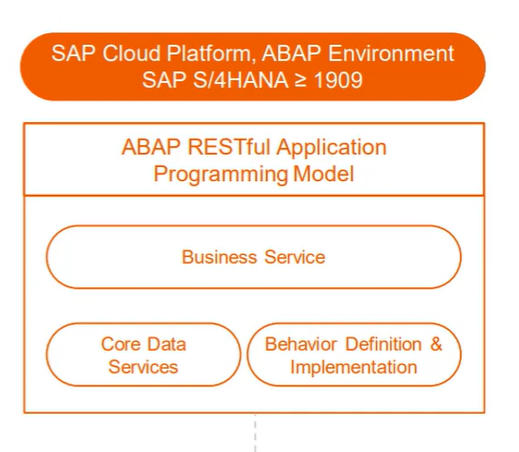 SAP Cloud Platform, ABAP Environment
SAP S/4HANA ≥ 1909
ABAP RESTful Application
Programming Model
Business Service
Core Data
Services
Behavior Definition &
Implementation